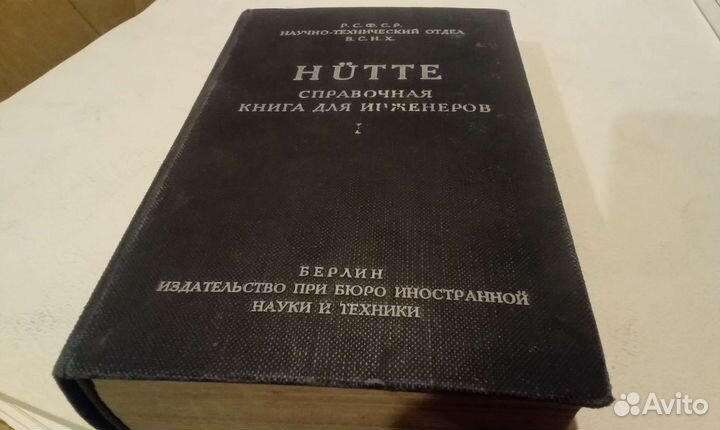 Р. С. Ф. С. Р.
НАУЧНО-ТЕХНИЧЕСКИЙ ОТДЕЛ
В. С. Н. Х.
HÜTTE
СПРАВОЧНАЯ
КНИГА ДЛЯ ИНЖЕНЕРОВ
I
БЕРЛИН
ИЗДАТЕЛЬСТВО ПРИ БЮРО ИНОСТРАННОЙ
НАУКИ И ТЕХНИКИ
Avito